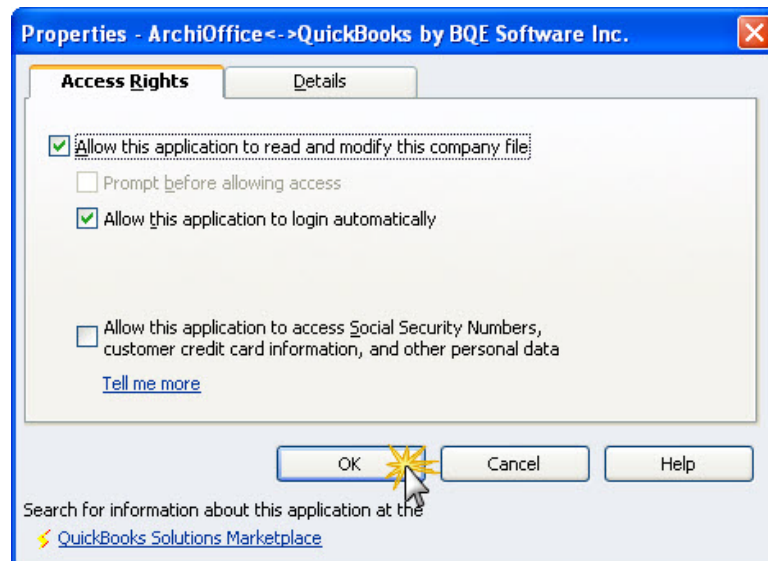 Properties - ArchiOffice<->QuickBooks by BQE Software Inc.
Access Rights
Details
Allow this application to read and modify this company file
Prompt before allowing access
Allow this application to login automatically
Allow this application to access Social Security Numbers,
customer credit card information, and other personal data
Tell me more
OK
Cancel
Help
Search for information about this application at the
QuickBooks Solutions Marketplace